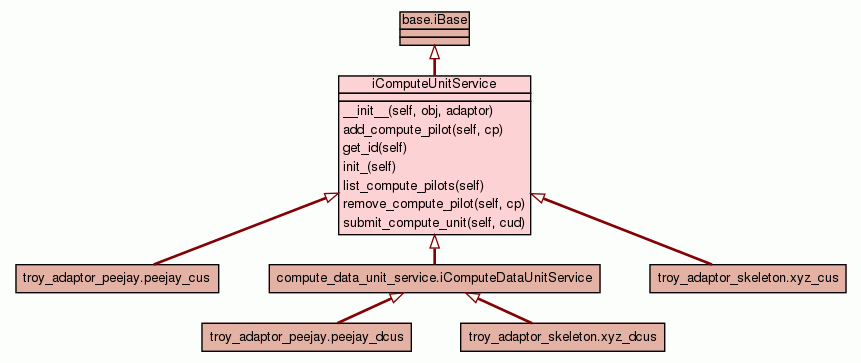 base.iBase
iComputeUnitService
__init__(self, obj, adaptor)
add_compute_pilot(self, cp)
get_id(self)
init_(self)
list_compute_pilots(self)
remove_compute_pilot(self, cp)
submit_compute_unit(self, cud)
troy_adaptor_peejay.peejay_cus
compute_data_unit_service.iComputeDataUnitService
troy_adaptor_skeleton.xyz_cus
troy_adaptor_peejay.peejay_dcus
troy_adaptor_skeleton.xyz_dcus